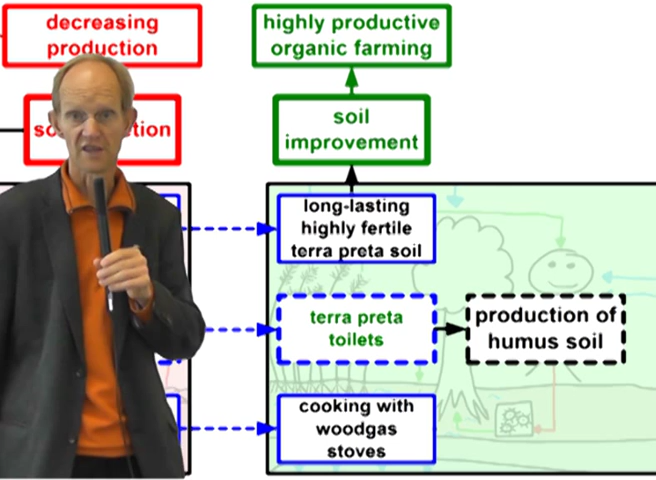 decreasing
production
highly productive
organic farming
soil
improvement
long-lasting
highly fertile
terra preta soil
terra preta
toilets
production of
humus soil
cooking with
woodgas
stoves